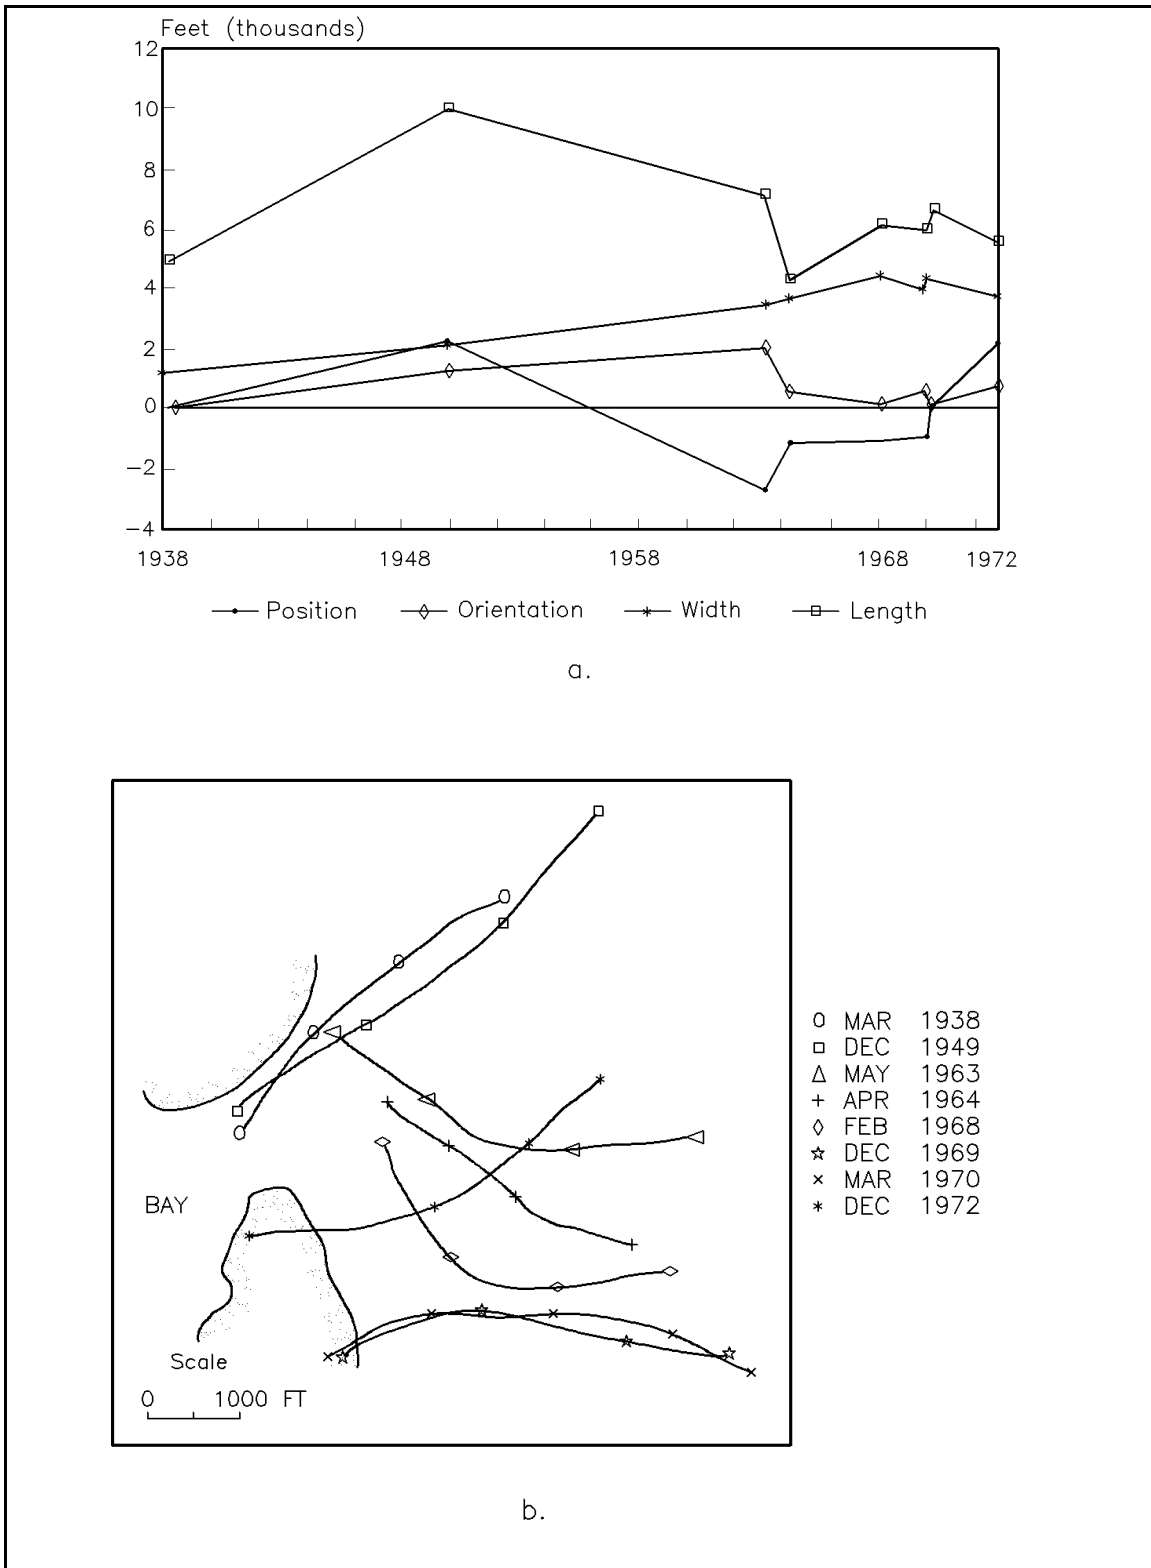 Feet (thousands)
12
10
8
6
4
2
0
−2
−4
1938 1948 1958 1968 1972
Position Orientation Width Length
a.
MAR 1938
DEC 1949
MAY 1963
APR 1964
FEB 1968
DEC 1969
MAR 1970
DEC 1972
BAY
Scale
0 1000 FT
b.